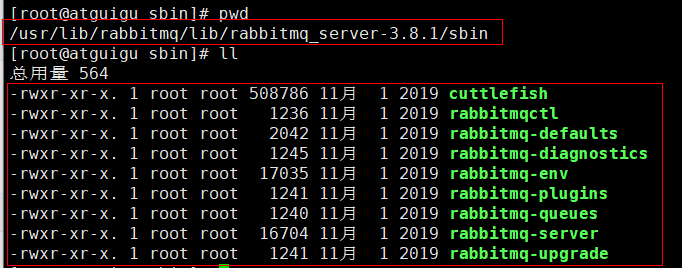 [root@atguigu sbin]# pwd
/usr/lib/rabbitmq/lib/rabbitmq_server-3.8.1/sbin
[root@atguigu sbin]# ll
总用量 564
-rwxr-xr-x. 1 root root 508786 11月  1 2019 cuttlefish
-rwxr-xr-x. 1 root root   1236 11月  1 2019 rabbitmqctl
-rwxr-xr-x. 1 root root   2042 11月  1 2019 rabbitmq-defaults
-rwxr-xr-x. 1 root root   1245 11月  1 2019 rabbitmq-diagnostics
-rwxr-xr-x. 1 root root  17035 11月  1 2019 rabbitmq-env
-rwxr-xr-x. 1 root root   1241 11月  1 2019 rabbitmq-plugins
-rwxr-xr-x. 1 root root   1240 11月  1 2019 rabbitmq-queues
-rwxr-xr-x. 1 root root  16704 11月  1 2019 rabbitmq-server
-rwxr-xr-x. 1 root root   1241 11月  1 2019 rabbitmq-upgrade